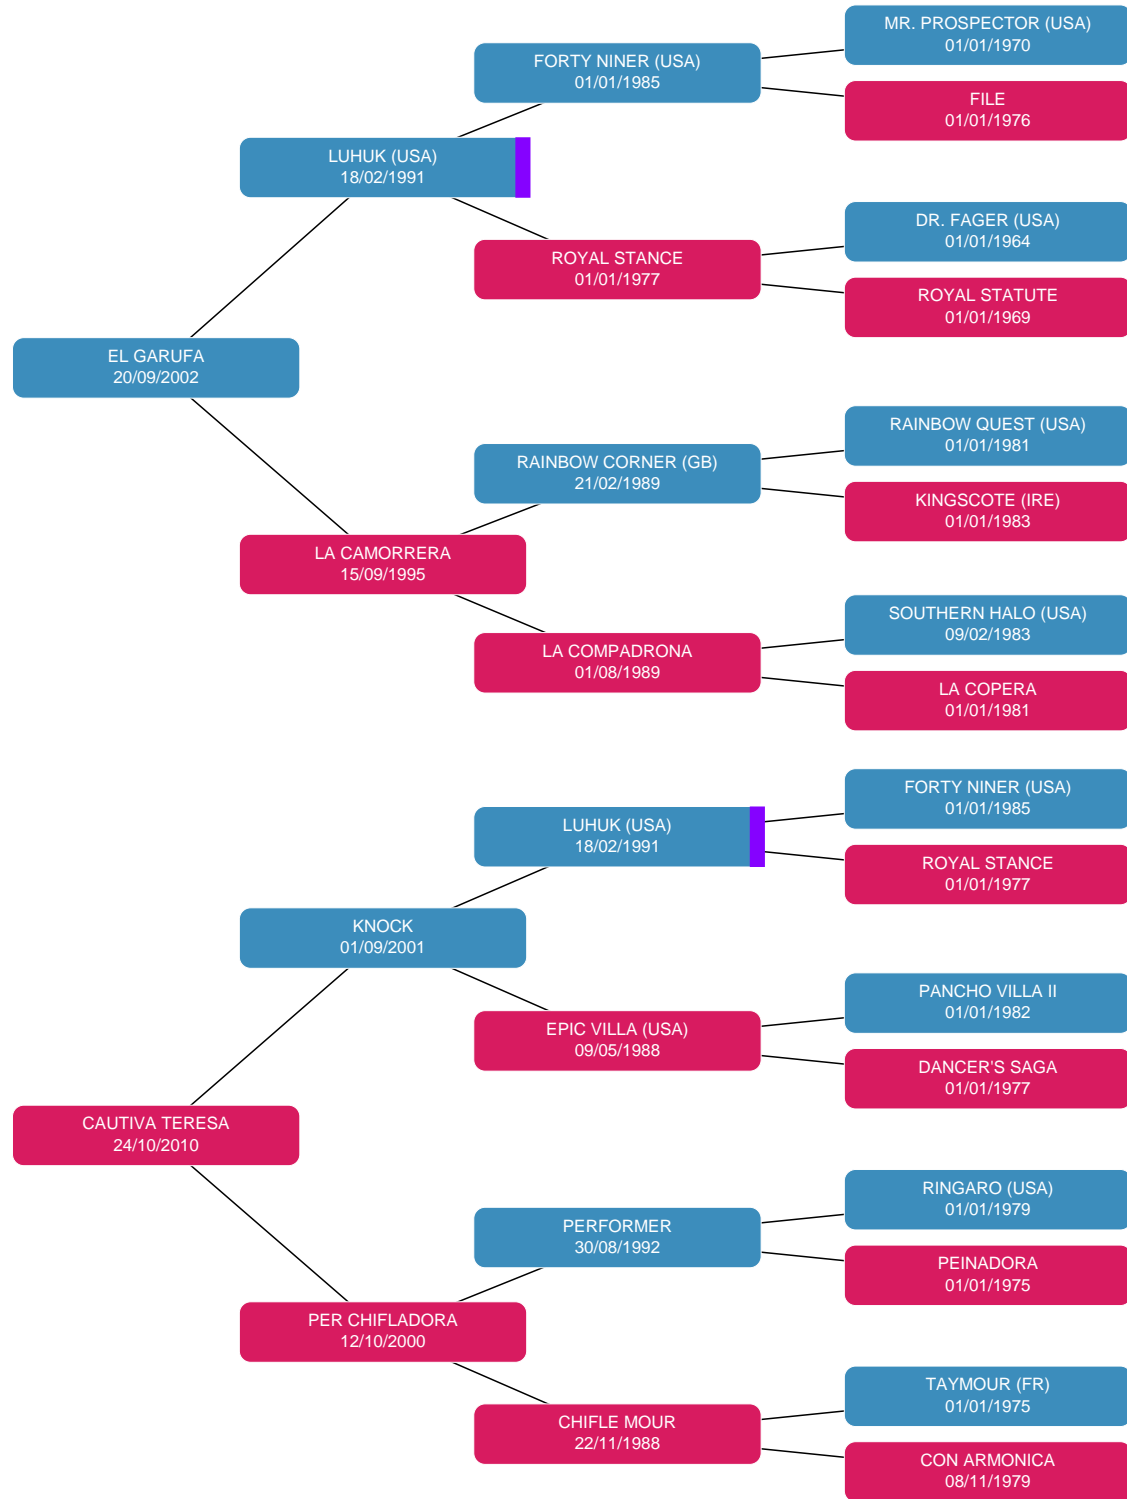 MR. PROSPECTOR (USA)
01/01/1970
FORTY NINER (USA)
01/01/1985
FILE
01/01/1976
LUHUK (USA)
18/02/1991
DR. FAGER (USA)
01/01/1964
ROYAL STANCE
01/01/1977
ROYAL STATUTE
01/01/1969
EL GARUFA
20/09/2002
RAINBOW QUEST (USA)
01/01/1981
RAINBOW CORNER (GB)
21/02/1989
KINGSCOTE (IRE)
01/01/1983
LA CAMORRERA
15/09/1995
SOUTHERN HALO (USA)
09/02/1983
LA COMPADRONA
01/08/1989
LA COPERA
01/01/1981
FORTY NINER (USA)
01/01/1985
LUHUK (USA)
18/02/1991
ROYAL STANCE
01/01/1977
KNOCK
01/09/2001
PANCHO VILLA II
01/01/1982
EPIC VILLA (USA)
09/05/1988
DANCER'S SAGA
01/01/1977
CAUTIVA TERESA
24/10/2010
RINGARO (USA)
01/01/1979
PERFORMER
30/08/1992
PEINADORA
01/01/1975
PER CHIFLADORA
12/10/2000
TAYMOUR (FR)
01/01/1975
CHIFLE MOUR
22/11/1988
CON ARMONICA
08/11/1979